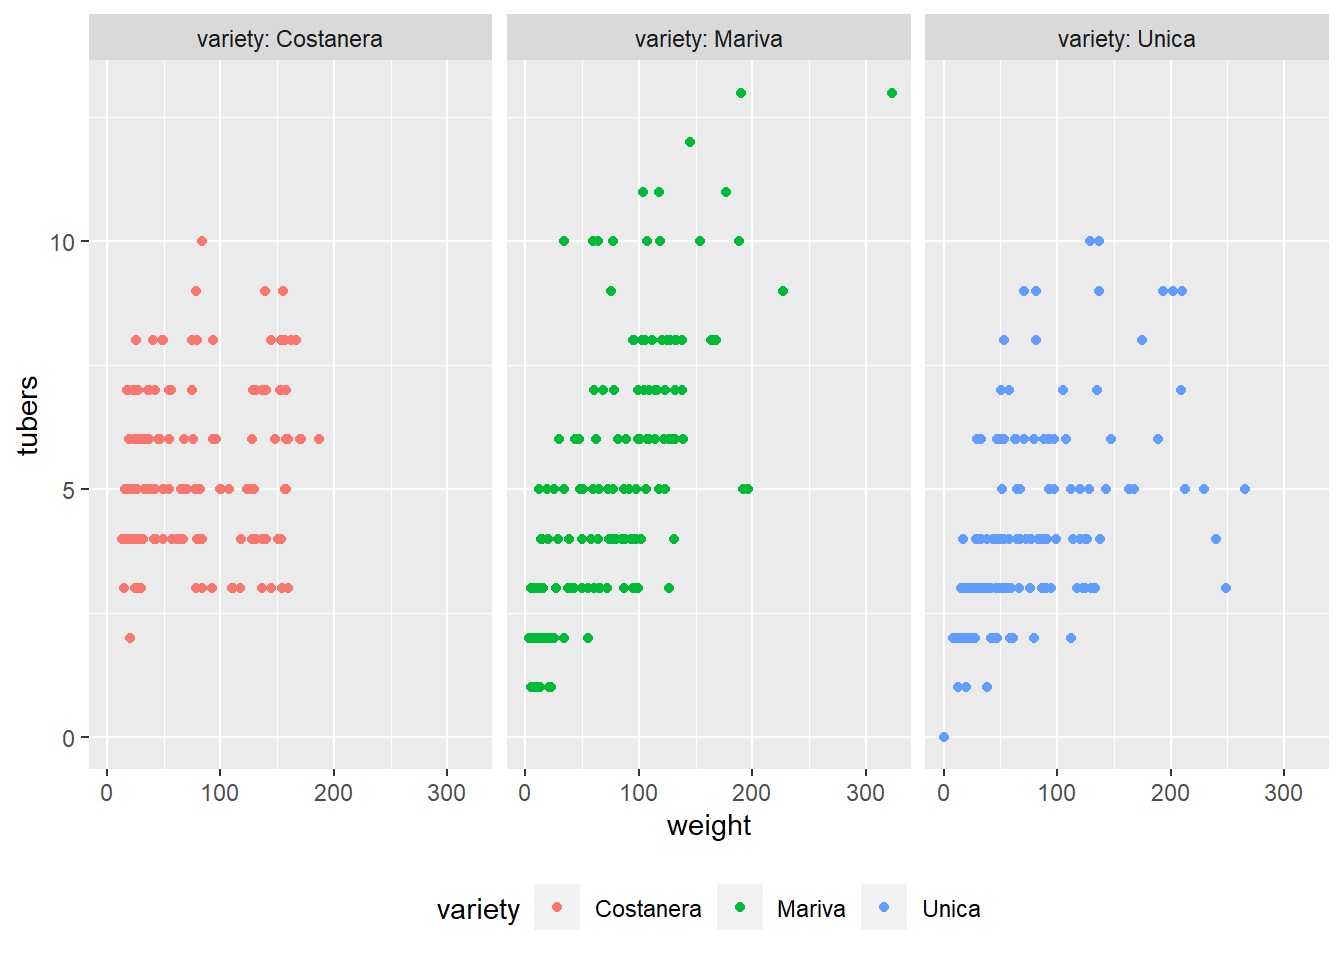 variety: Costanera variety: Mariva variety: Unica
tubers
10
5
0
0 100 200 300 0 100 200 300 0 100 200 300
weight
variety Costanera Mariva Unica